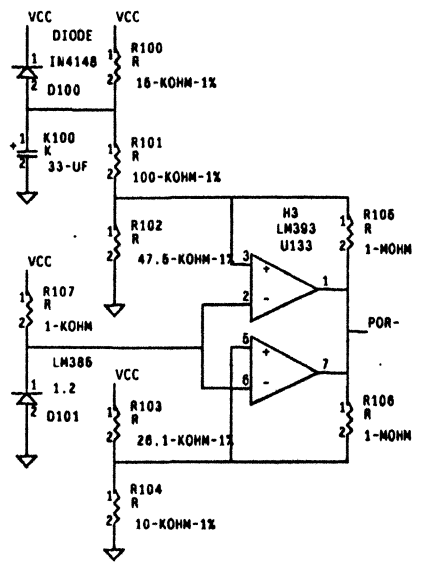 VCC
VCC
DIODE
1
IN4148
2
D100
1
R100
R
2
15-KOHM-1%
+
1
K100
K
2
33-UF
1
R101
R
2
100-KOHM-1%
1
R102
R
2
47.5-KOHM-1%
H3
LM393
U133
3
+
2
-
1
1
R105
R
2
1-MOHM
VCC
1
R107
R
2
1-KOHM
POR-
LM385
1
1.2
2
D101
5
+
6
-
7
VCC
1
R103
R
2
26.1-KOHM-1%
1
R106
R
2
1-MOHM
1
R104
R
2
10-KOHM-1%